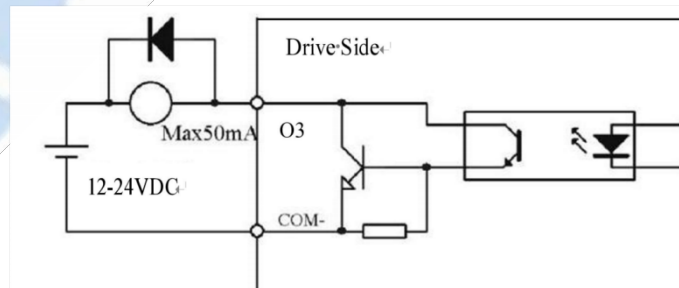 Drive Side
Max50mA
O3
12-24VDC
COM-